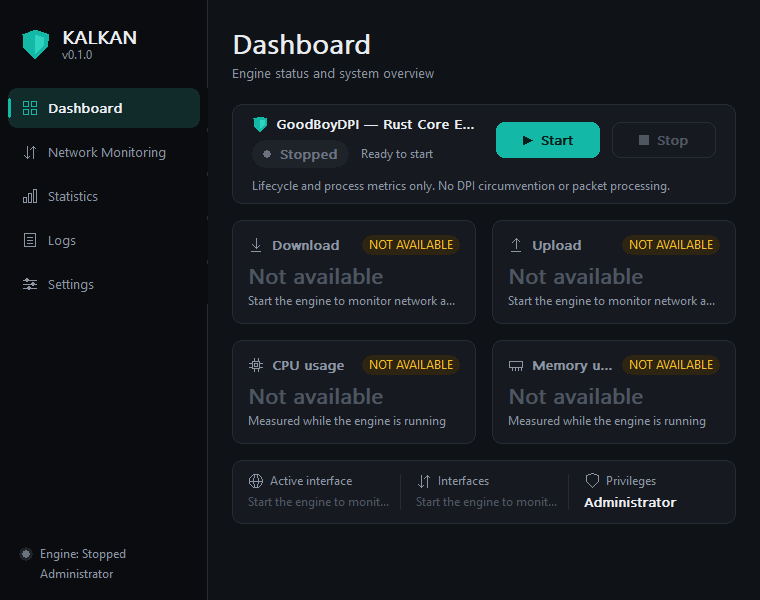 KALKAN
v0.1.0
Dashboard
Network Monitoring
Statistics
Logs
Settings
Engine: Stopped
Administrator
Dashboard
Engine status and system overview
GoodBoyDPI — Rust Core E...
Stopped
Ready to start
Start
Stop
Lifecycle and process metrics only. No DPI circumvention or packet processing.
Download
NOT AVAILABLE
Not available
Start the engine to monitor network a...
Upload
NOT AVAILABLE
Not available
Start the engine to monitor network a...
CPU usage
NOT AVAILABLE
Not available
Measured while the engine is running
Memory u...
NOT AVAILABLE
Not available
Measured while the engine is running
Active interface
Start the engine to monit...
Interfaces
Start the engine to monit...
Privileges
Administrator